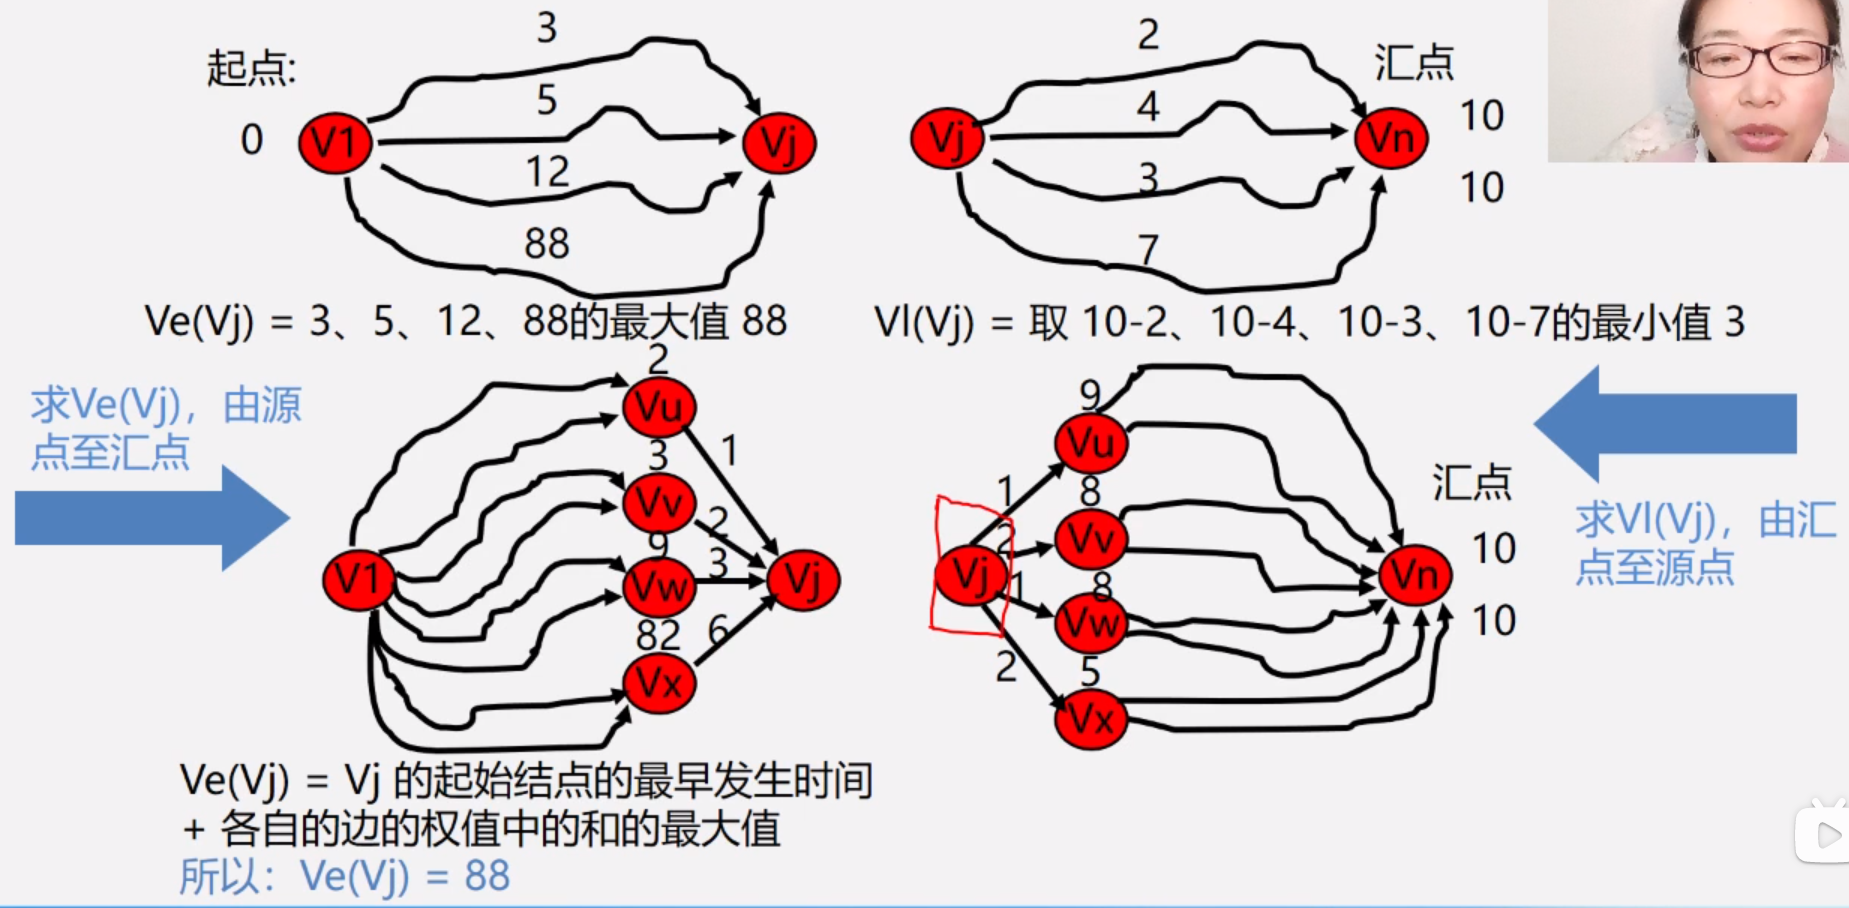 起点:
0
V1
3
5
12
88
Vj
Vj
2
4
3
7
汇点
Vn
10
10
Ve(Vj) = 3、5、12、88的最大值 88
Vl(Vj) = 取 10-2、10-4、10-3、10-7的最小值 3
求Ve(Vj)，由源
点至汇点
V1
2
Vu
3
Vv
9
Vw
82
Vx
1
2
3
6
Vj
Vj
1
2
1
2
9
Vu
8
Vv
8
Vw
5
Vx
汇点
Vn
10
10
求Vl(Vj)，由汇
点至源点
Ve(Vj) = Vj 的起始结点的最早发生时间
+ 各自的边的权值中的和的最大值
所以：Ve(Vj) = 88